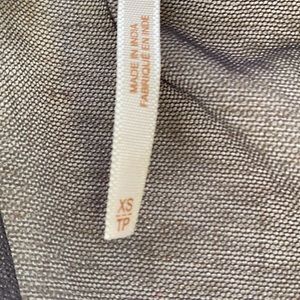 MADE IN INDIA
FABRIQUÉ EN INDE
XS
TP